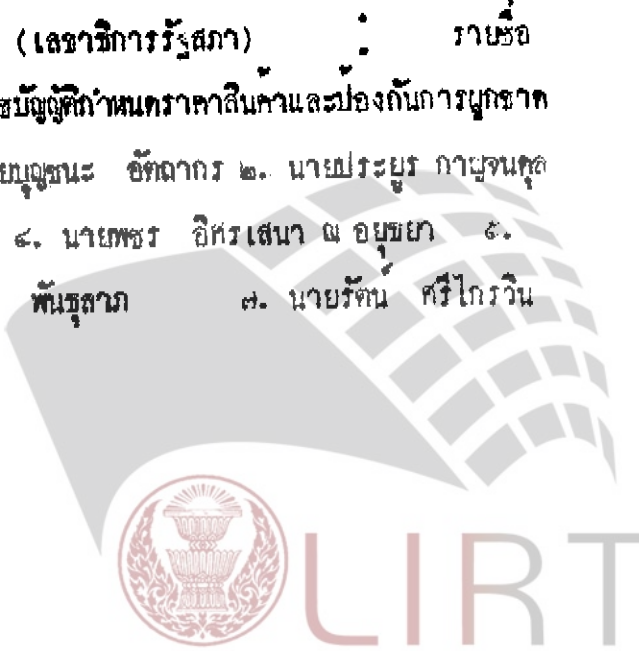 (เลขาธิการรัฐสภา) : รายชื่อ
ชบัญญัติกำหนดราคาสินค้าและป้องกันการผูกขาด
ยบุญชนะ อัตถากร ๒. นายประยูร กาญจนดุล
๔. นายพชร อิศรเสนา ณ อยุธยา ๕.
พันธุลาภ ๗. นายรัตน์ ศรีไกรวิน
LIRT